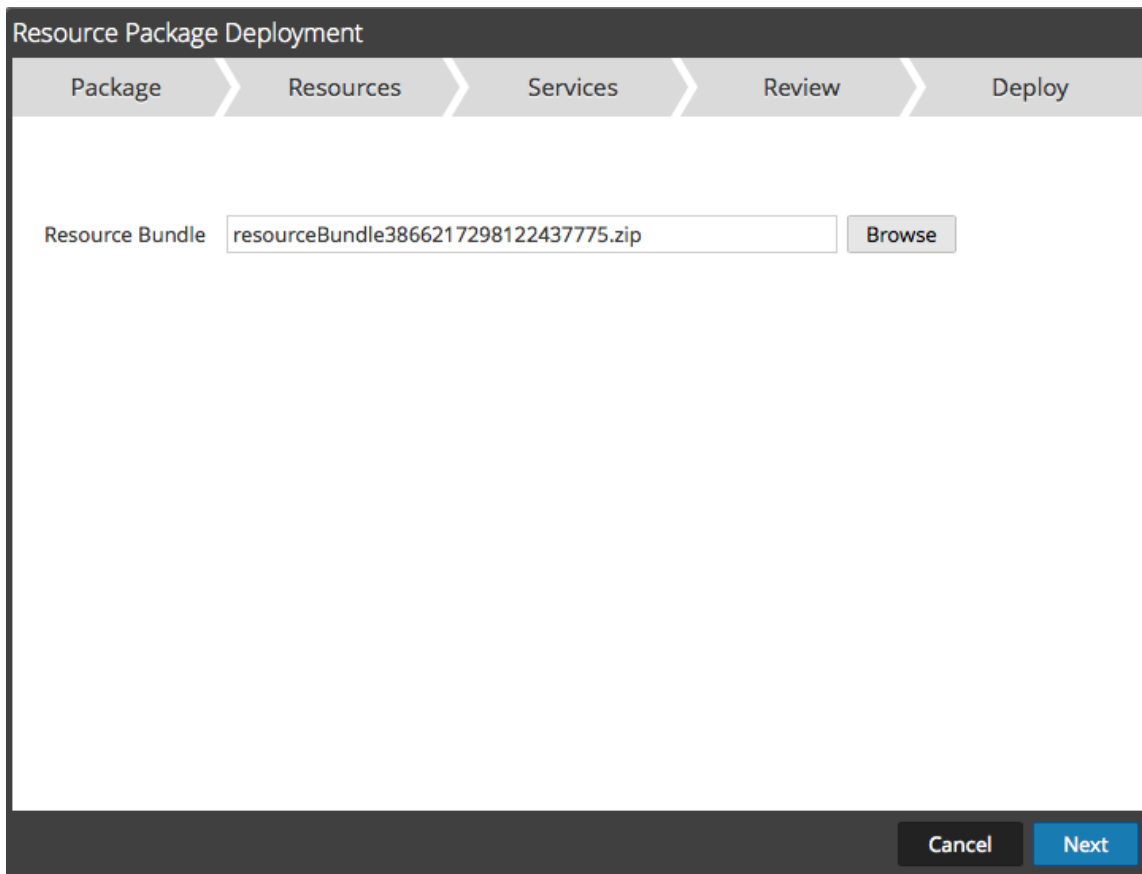 Resource Package Deployment
Package Resources Services Review Deploy
Resource Bundle resourceBundle3866217298122437775.zip Browse
Cancel Next